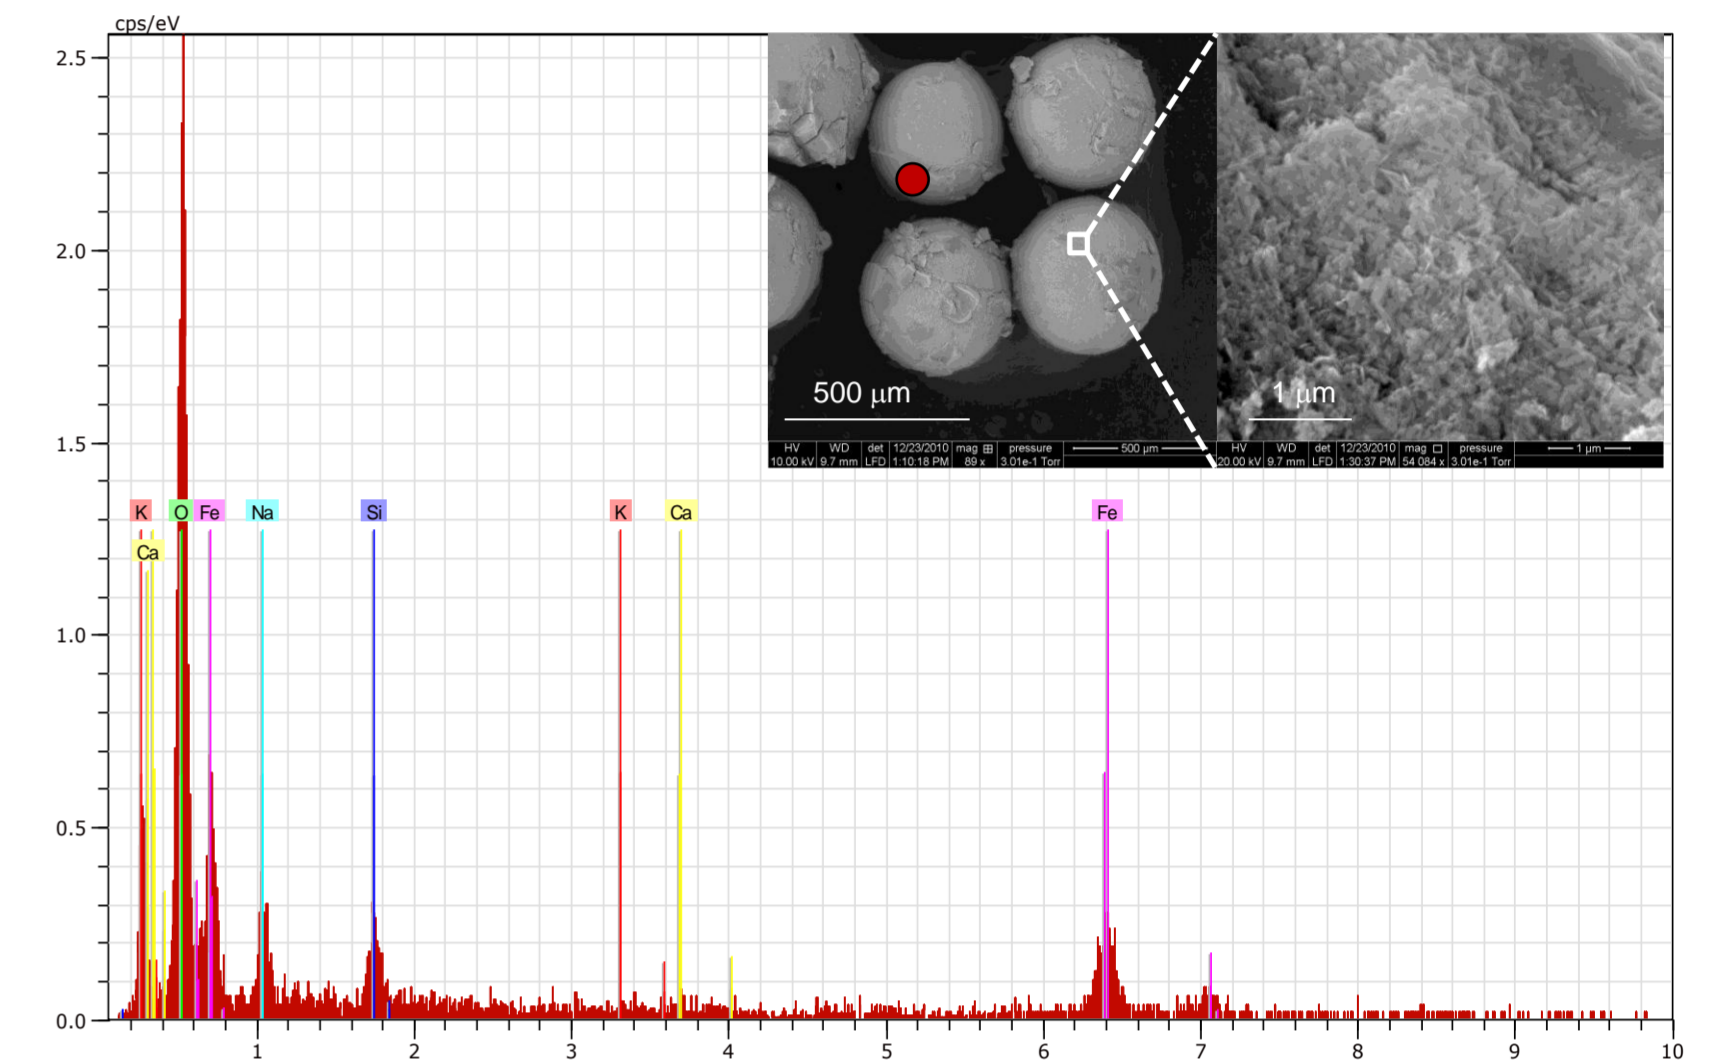 cps/eV
2.5
2.0
1.5
1.0
0.5
0.0
1 2 3 4 5 6 7 8 9 10
K O Fe Na Si K Ca Fe
Ca
500 μm
HV WD det 12/23/2010 mag ⊞ pressure 500 μm
10.00 kV 9.7 mm LFD 1:10:18 PM 89 x 3.01e-1 Torr
1 μm
HV WD det 12/23/2010 mag □ pressure 1 μm
20.00 kV 9.7 mm LFD 1:30:37 PM 54 084 x 3.01e-1 Torr